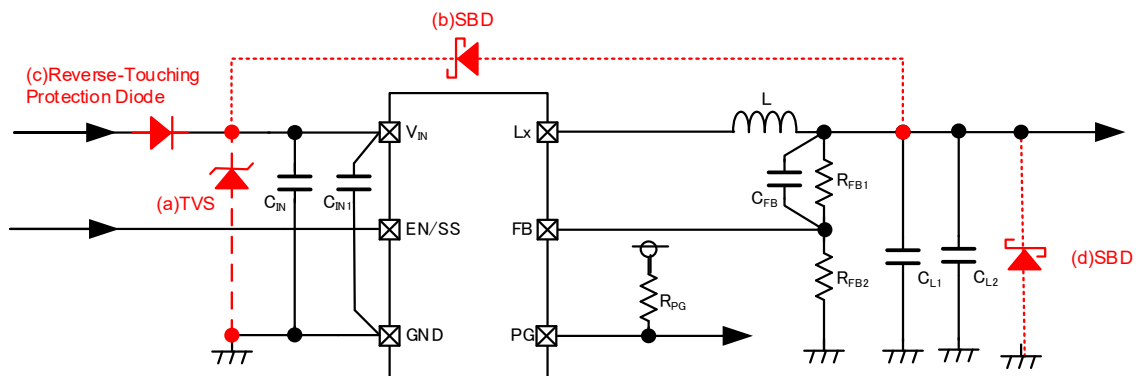 (b)SBD
(c)Reverse-Touching
Protection Diode
L
VIN
Lx
RFB1
CFB
(a)TVS
CIN
CIN1
EN/SS
FB
RFB2
CL1
CL2
(d)SBD
RPG
GND
PG